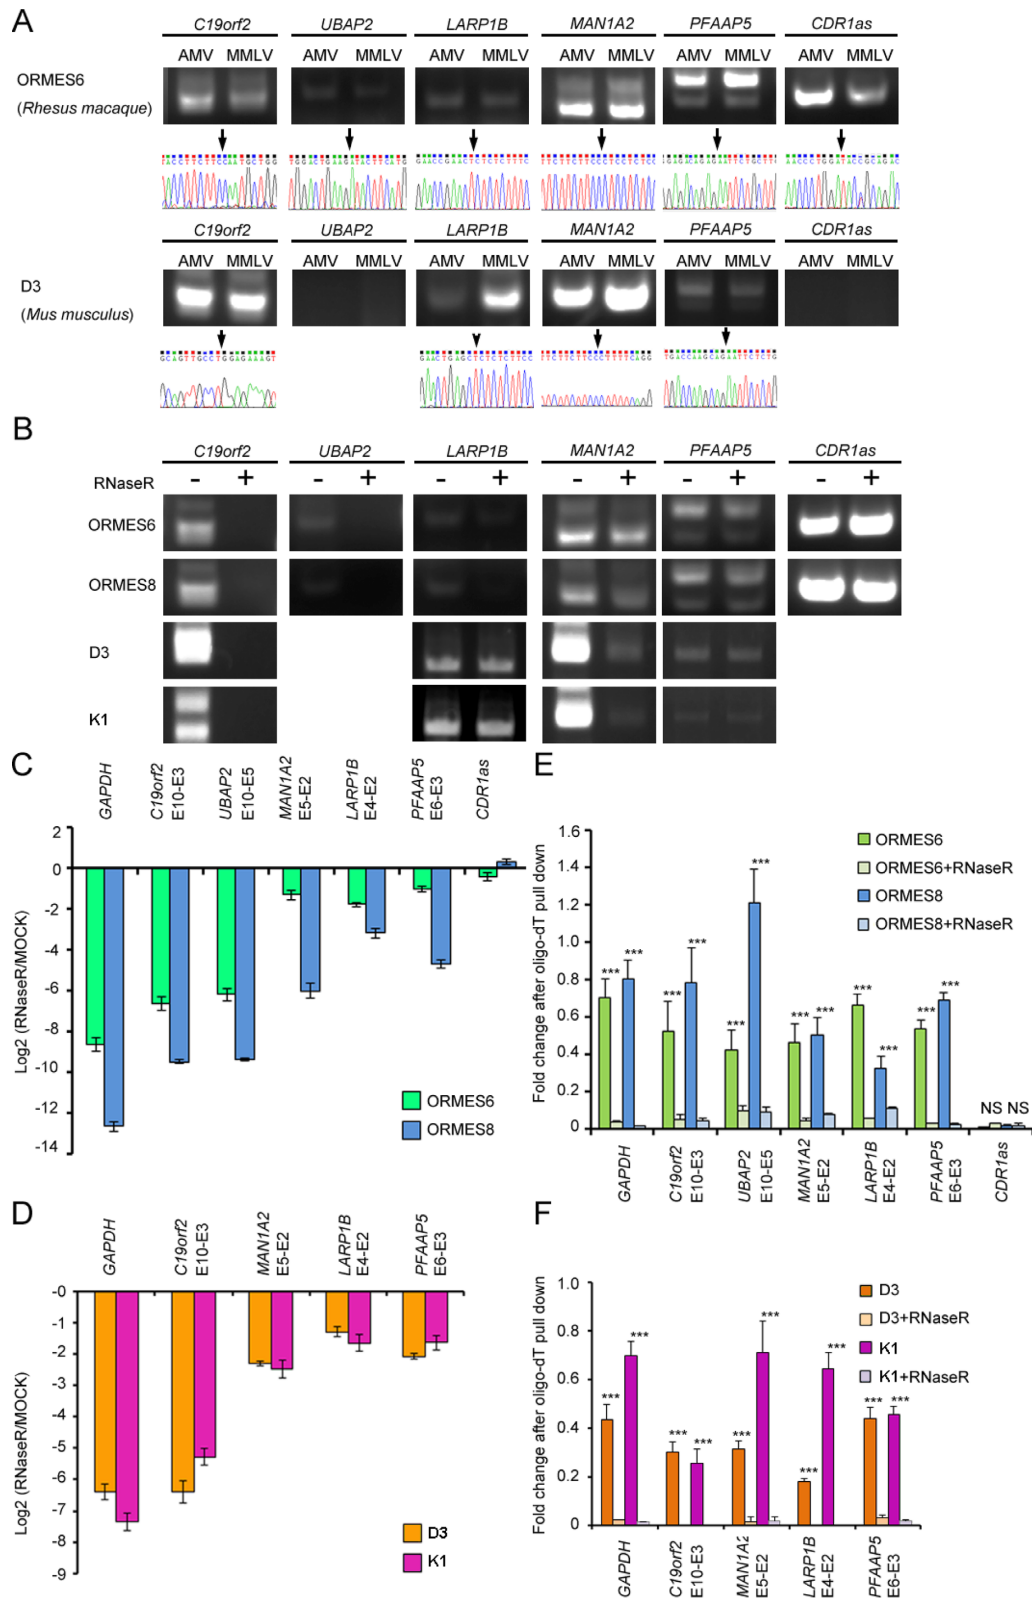 A
C19orf2 UBAP2 LARP1B MAN1A2 PFAAP5 CDR1as
AMV MMLV AMV MMLV AMV MMLV AMV MMLV AMV MMLV AMV MMLV
ORMES6
(Rhesus macaque)
TACCTTCTTCCAATGCTGG TGGACTGAAGATACTTCATG GAACCGAACTCTCTCTTTC TTCTTCTTCCTCCTCTCC GAGACAGAGAATTCTGCTT AACCCTGGATACCGCAGAC
C19orf2 UBAP2 LARP1B MAN1A2 PFAAP5 CDR1as
AMV MMLV AMV MMLV AMV MMLV AMV MMLV AMV MMLV AMV MMLV
D3
(Mus musculus)
GCAGTTGCCTGGAGAAAGT GAACTGAGCTCTCTCTTCC TTCTTCTTCCCTTTTCAGG TGACCAAGCAGAATTCTCTG
B
C19orf2 UBAP2 LARP1B MAN1A2 PFAAP5 CDR1as
RNaseR - + - + - + - + - + - +
ORMES6
ORMES8
D3
K1
C
GAPDH
C19orf2 E10-E3
UBAP2 E10-E5
MAN1A2 E5-E2
LARP1B E4-E2
PFAAP5 E6-E3
CDR1as
Log2 (RNaseR/MOCK)
2
0
-2
-4
-6
-8
-10
-12
-14
ORMES6
ORMES8
E
Fold change after oligo-dT pull down
1.6
1.4
1.2
1.0
0.8
0.6
0.4
0.2
0
ORMES6
ORMES6+RNaseR
ORMES8
ORMES8+RNaseR
*** *** *** *** *** *** *** *** *** *** *** *** NS NS
GAPDH
C19orf2 E10-E3
UBAP2 E10-E5
MAN1A2 E5-E2
LARP1B E4-E2
PFAAP5 E6-E3
CDR1as
D
GAPDH
C19orf2 E10-E3
MAN1A2 E5-E2
LARP1B E4-E2
PFAAP5 E6-E3
Log2 (RNaseR/MOCK)
-0
-1
-2
-3
-4
-5
-6
-7
-8
-9
D3
K1
F
Fold change after oligo-dT pull down
1.0
0.8
0.6
0.4
0.2
0
D3
D3+RNaseR
K1
K1+RNaseR
*** *** *** *** *** *** *** *** *** ***
GAPDH
C19orf2 E10-E3
MAN1A2 E5-E2
LARP1B E4-E2
PFAAP5 E6-E3